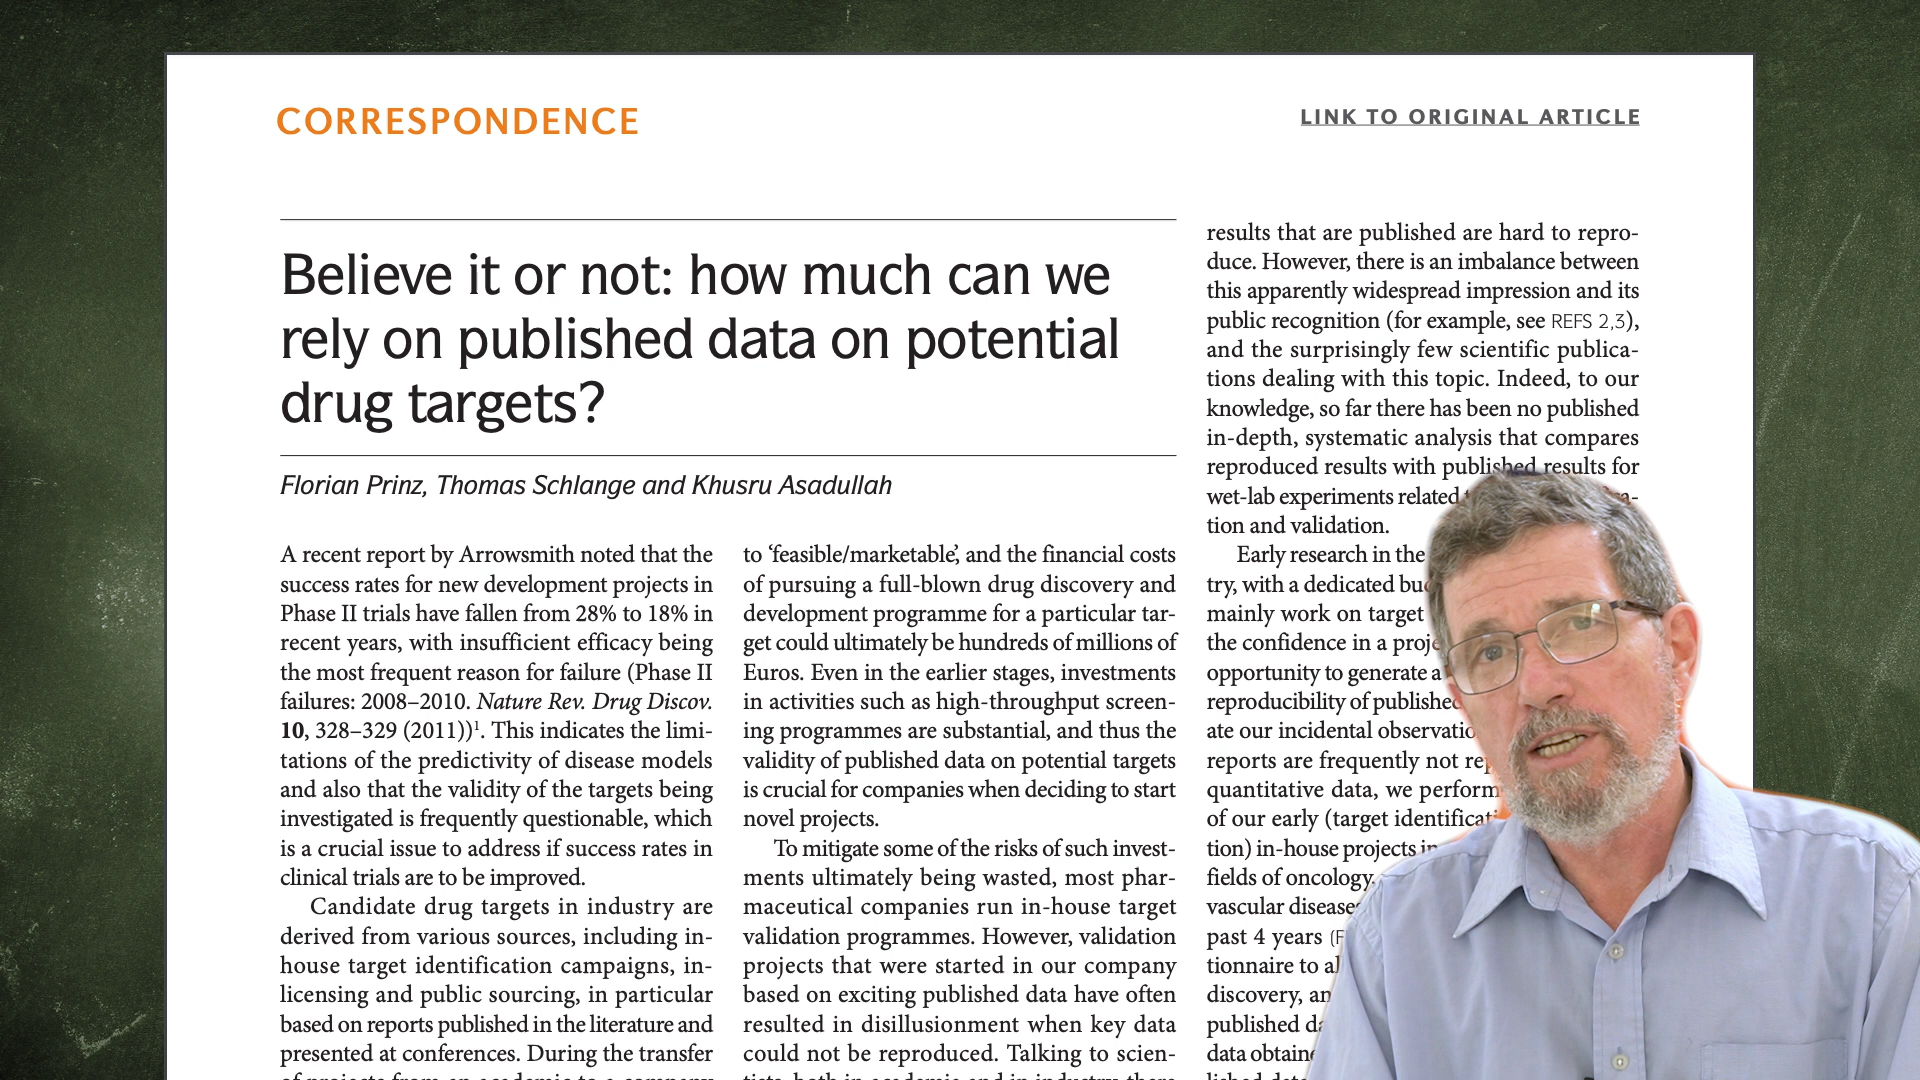 CORRESPONDENCE
LINK TO ORIGINAL ARTICLE
Believe it or not: how much can we
rely on published data on potential
drug targets?
Florian Prinz, Thomas Schlange and Khusru Asadullah
A recent report by Arrowsmith noted that the
success rates for new development projects in
Phase II trials have fallen from 28% to 18% in
recent years, with insufficient efficacy being
the most frequent reason for failure (Phase II
failures: 2008–2010. Nature Rev. Drug Discov.
10, 328–329 (2011))¹. This indicates the limi-
tations of the predictivity of disease models
and also that the validity of the targets being
investigated is frequently questionable, which
is a crucial issue to address if success rates in
clinical trials are to be improved.
Candidate drug targets in industry are
derived from various sources, including in-
house target identification campaigns, in-
licensing and public sourcing, in particular
based on reports published in the literature and
presented at conferences. During the transfer
to ‘feasible/marketable’, and the financial costs
of pursuing a full-blown drug discovery and
development programme for a particular tar-
get could ultimately be hundreds of millions of
Euros. Even in the earlier stages, investments
in activities such as high-throughput screen-
ing programmes are substantial, and thus the
validity of published data on potential targets
is crucial for companies when deciding to start
novel projects.
To mitigate some of the risks of such invest-
ments ultimately being wasted, most phar-
maceutical companies run in-house target
validation programmes. However, validation
projects that were started in our company
based on exciting published data have often
resulted in disillusionment when key data
could not be reproduced. Talking to scien-
results that are published are hard to repro-
duce. However, there is an imbalance between
this apparently widespread impression and its
public recognition (for example, see REFS 2,3),
and the surprisingly few scientific publica-
tions dealing with this topic. Indeed, to our
knowledge, so far there has been no published
in-depth, systematic analysis that compares
reproduced results with published results for
wet-lab experiments related
tion and validation.
Early research in the
try, with a dedicated
mainly work on target
the confidence in a
opportunity to generate a
reproducibility of
ate our incidental
reports are frequently not
quantitative data, we
of our early (target
tion) in-house projects
fields of oncology,
vascular
past 4 years
tionnaire to
discovery,
published
data